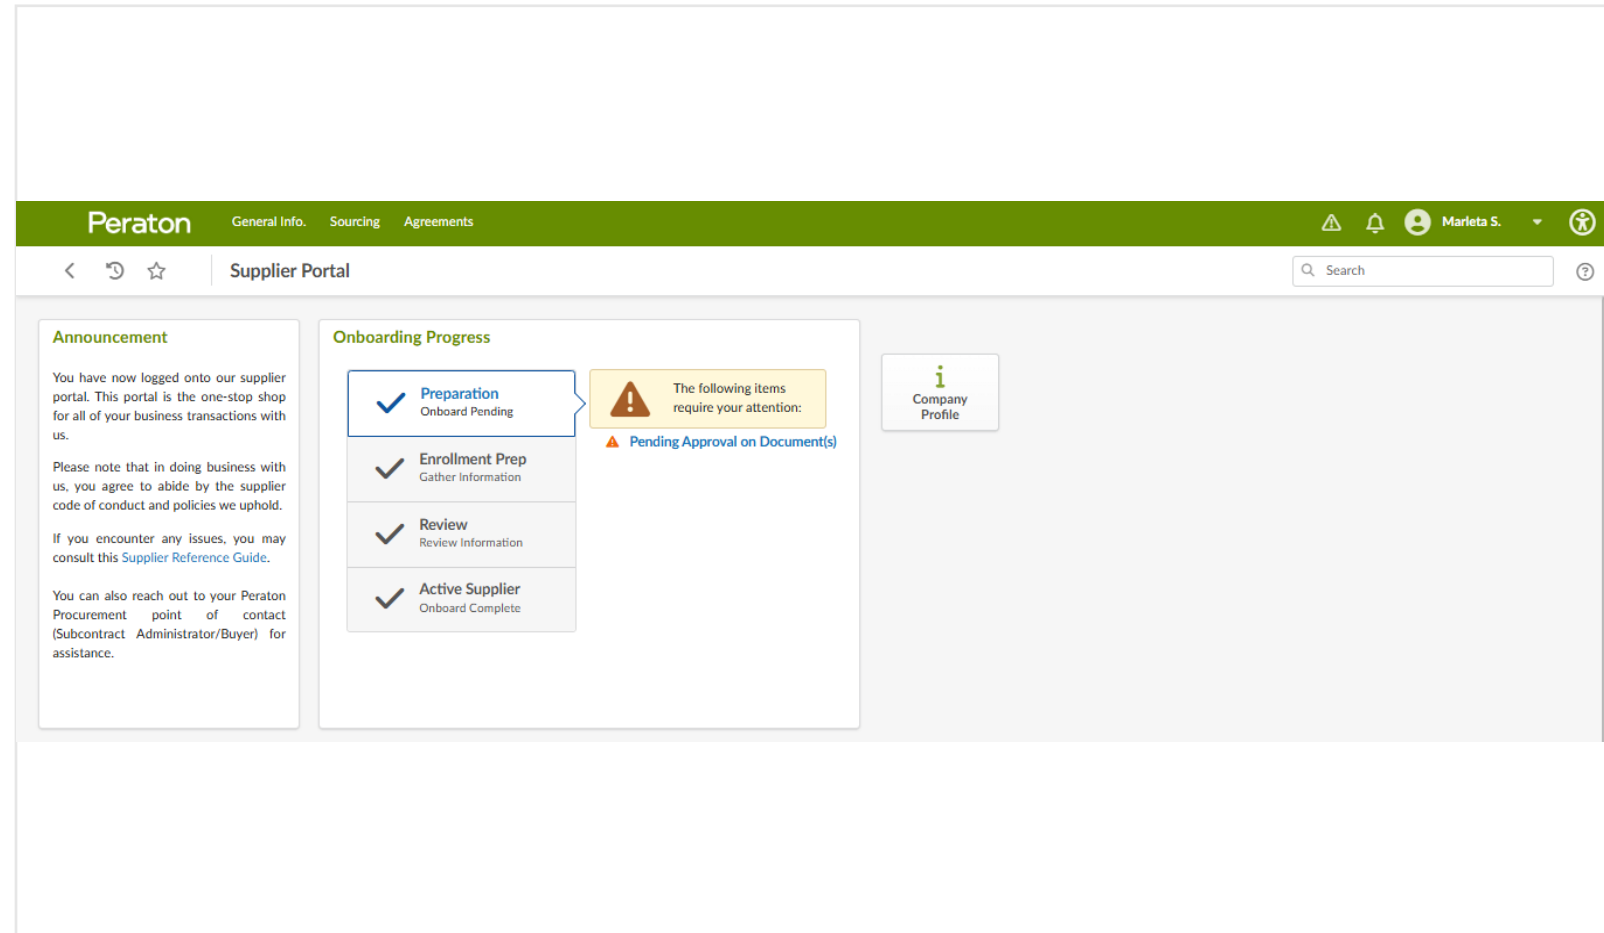 Peraton
General Info.
Sourcing
Agreements
Marleta S.
Supplier Portal
Search
Announcement
You have now logged onto our supplier
portal. This portal is the one-stop shop
for all of your business transactions with
us.
Please note that in doing business with
us, you agree to abide by the supplier
code of conduct and policies we uphold.
If you encounter any issues, you may
consult this Supplier Reference Guide.
You can also reach out to your Peraton
Procurement point of contact
(Subcontract Administrator/Buyer) for
assistance.
Onboarding Progress
Preparation
Onboard Pending
Enrollment Prep
Gather Information
Review
Review Information
Active Supplier
Onboard Complete
The following items
require your attention:
Pending Approval on Document(s)
Company
Profile